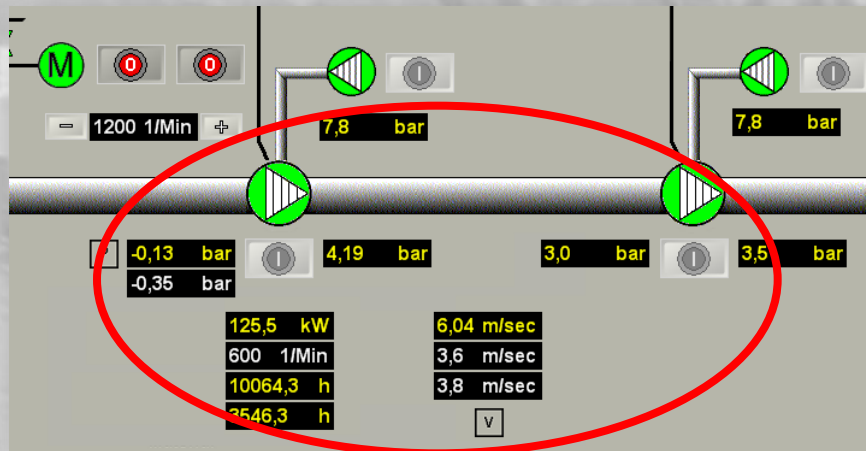 M O O I I
− 1200 1/Min + 7,8 bar 7,8 bar
-0,13 bar I 4,19 bar 3,0 bar I 3,5 bar
-0,35 bar
125,5 kW 6,04 m/sec
600 1/Min 3,6 m/sec
10064,3 h 3,8 m/sec
3546,3 h V